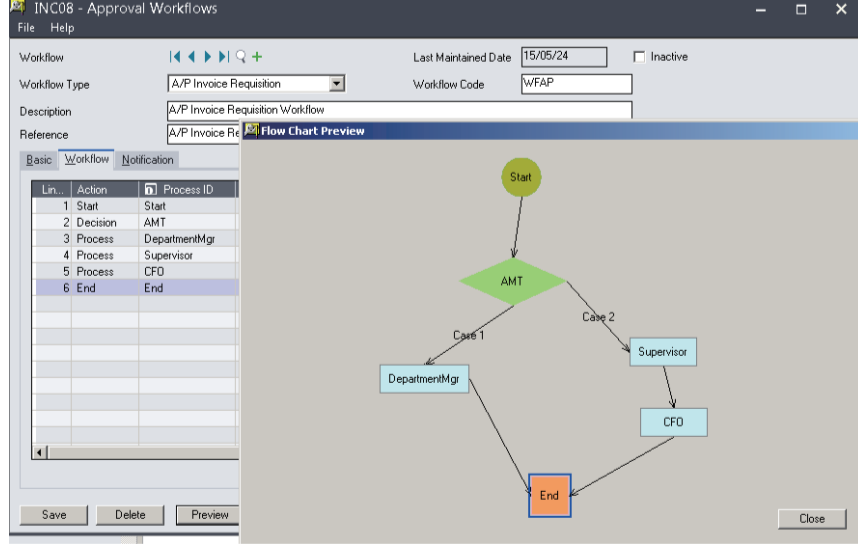 INC08 - Approval Workflows
File Help
Workflow
Last Maintained Date 15/05/24 Inactive
Workflow Type A/P Invoice Requisition Workflow Code WFAP
Description A/P Invoice Requisition Workflow
Reference A/P Invoice Re
Basic Workflow Notification
Lin... Action Process ID
1 Start Start
2 Decision AMT
3 Process DepartmentMgr
4 Process Supervisor
5 Process CFO
6 End End
Save Delete Preview
Flow Chart Preview
Start
AMT
Case 1
Case 2
Supervisor
DepartmentMgr
CFO
End
Close